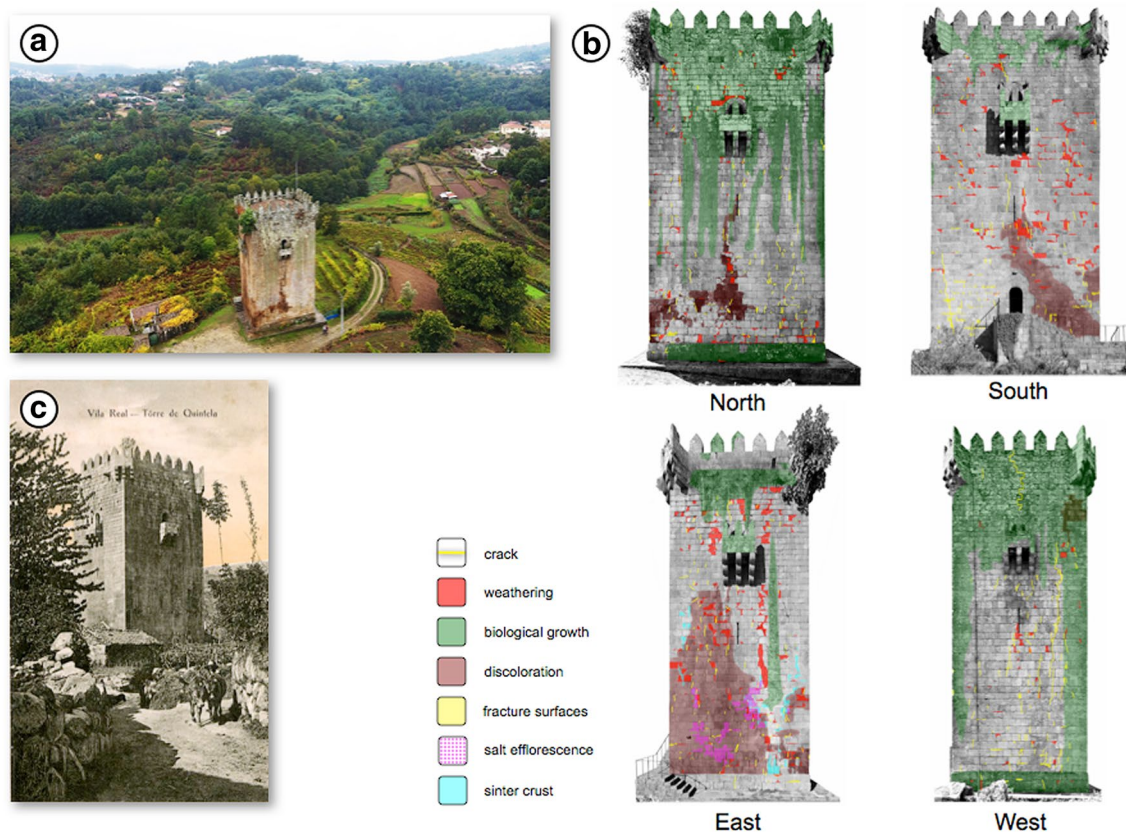 a
b
North
South
c
Vila Real — Tôrre de Quintela
crack
weathering
biological growth
discoloration
fracture surfaces
salt efflorescence
sinter crust
East
West